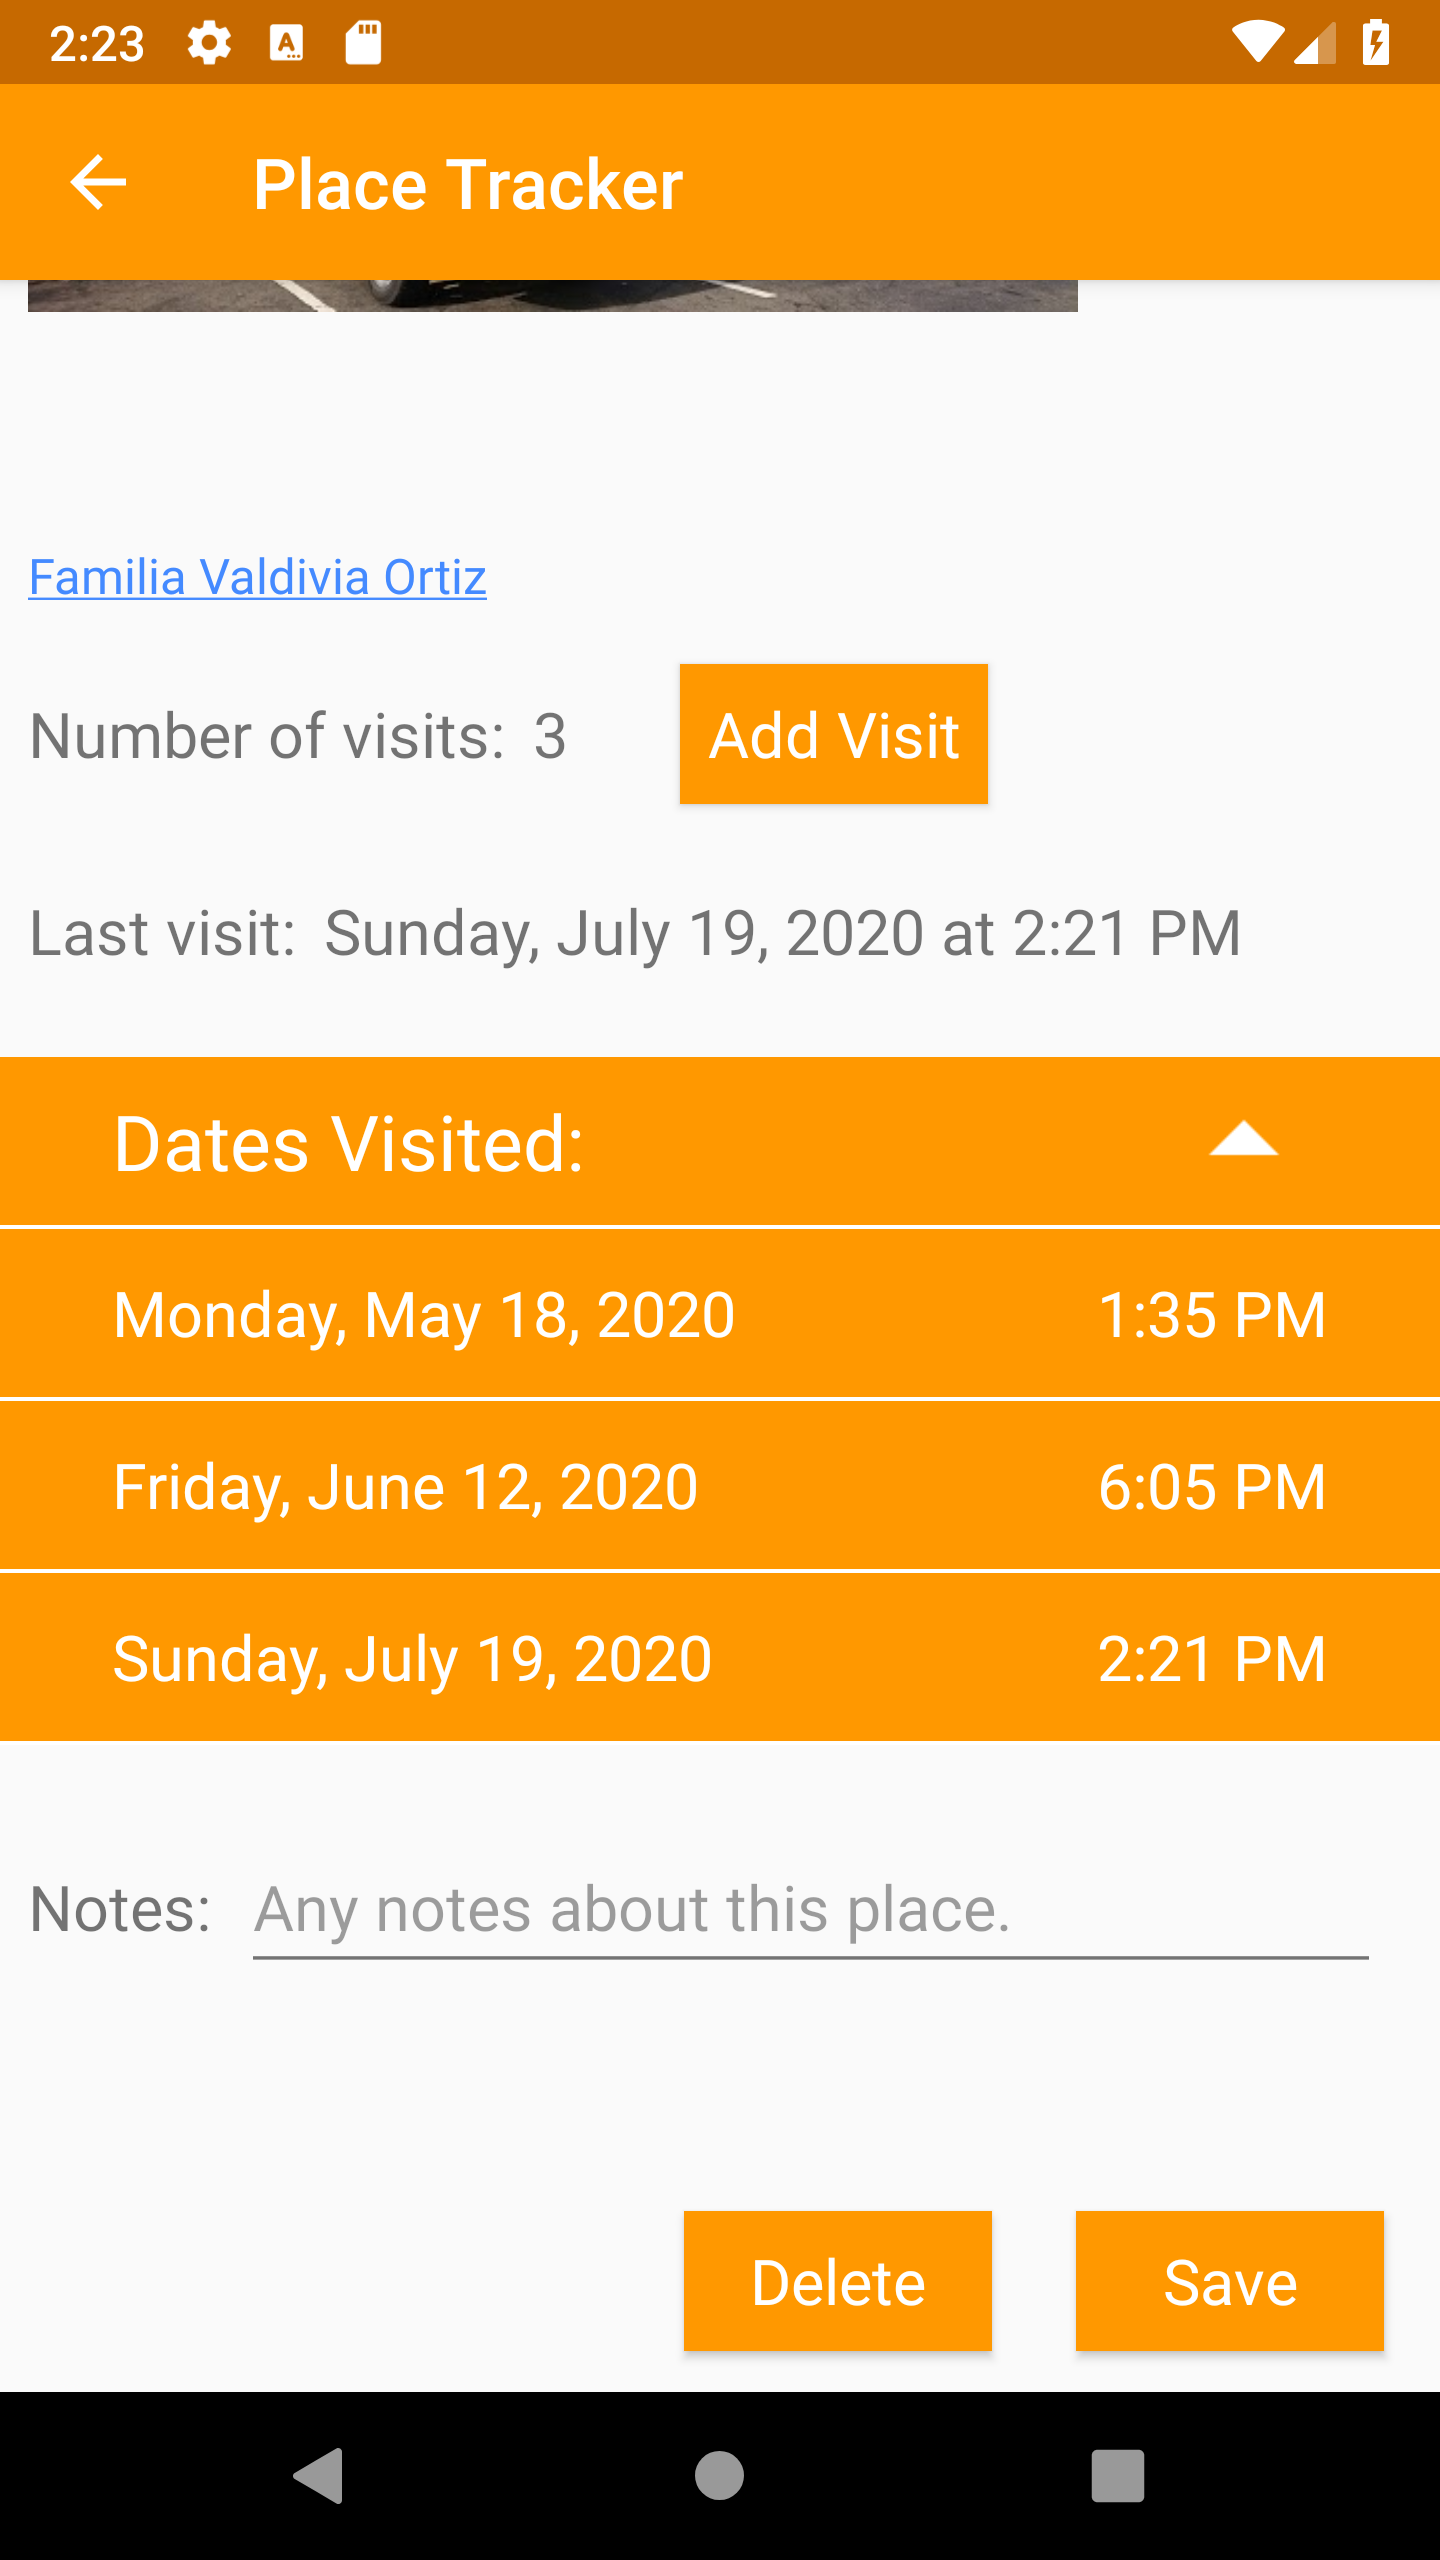 2:23
Place Tracker
Familia Valdivia Ortiz
Number of visits: 3
Add Visit
Last visit: Sunday, July 19, 2020 at 2:21 PM
Dates Visited:
Monday, May 18, 2020 1:35 PM
Friday, June 12, 2020 6:05 PM
Sunday, July 19, 2020 2:21 PM
Notes: Any notes about this place.
Delete Save